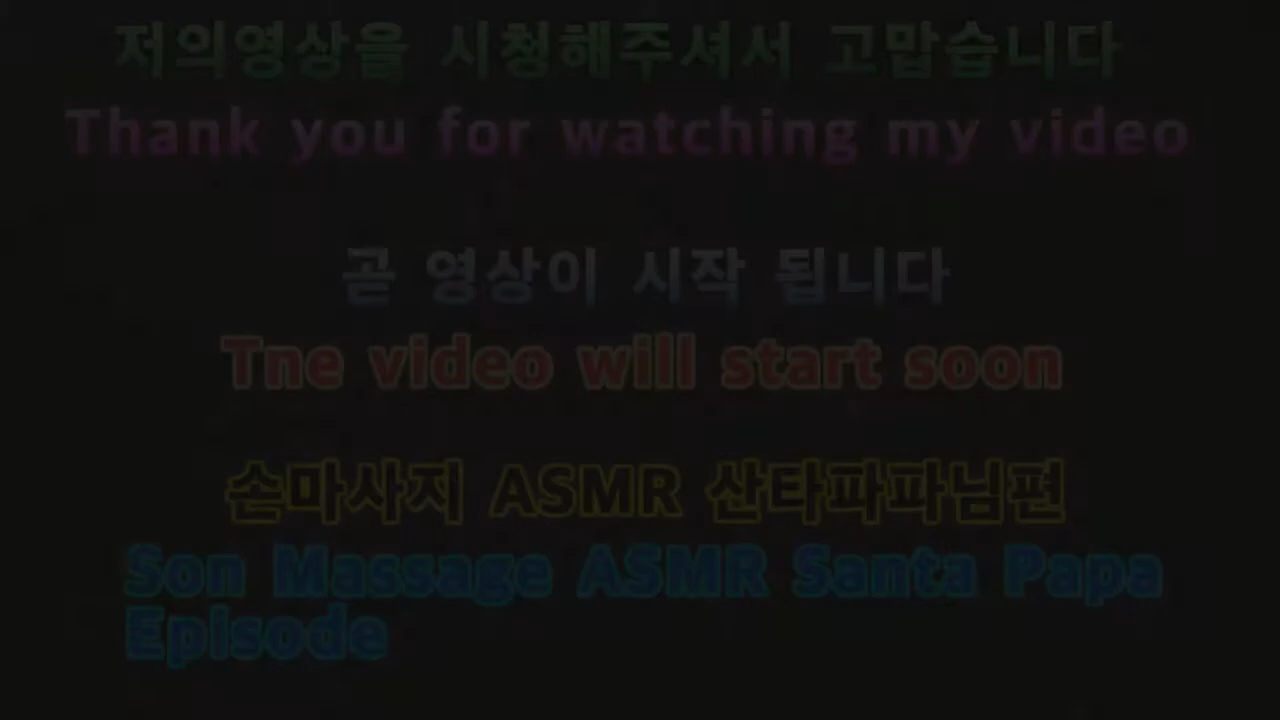 저의영상을 시청해주셔서 고맙습니다
Thank you for watching my video
곧 영상이 시작 됩니다
Tne video will start soon
손마사지 ASMR 산타파파님편
Son Massage ASMR Santa Papa
Episode